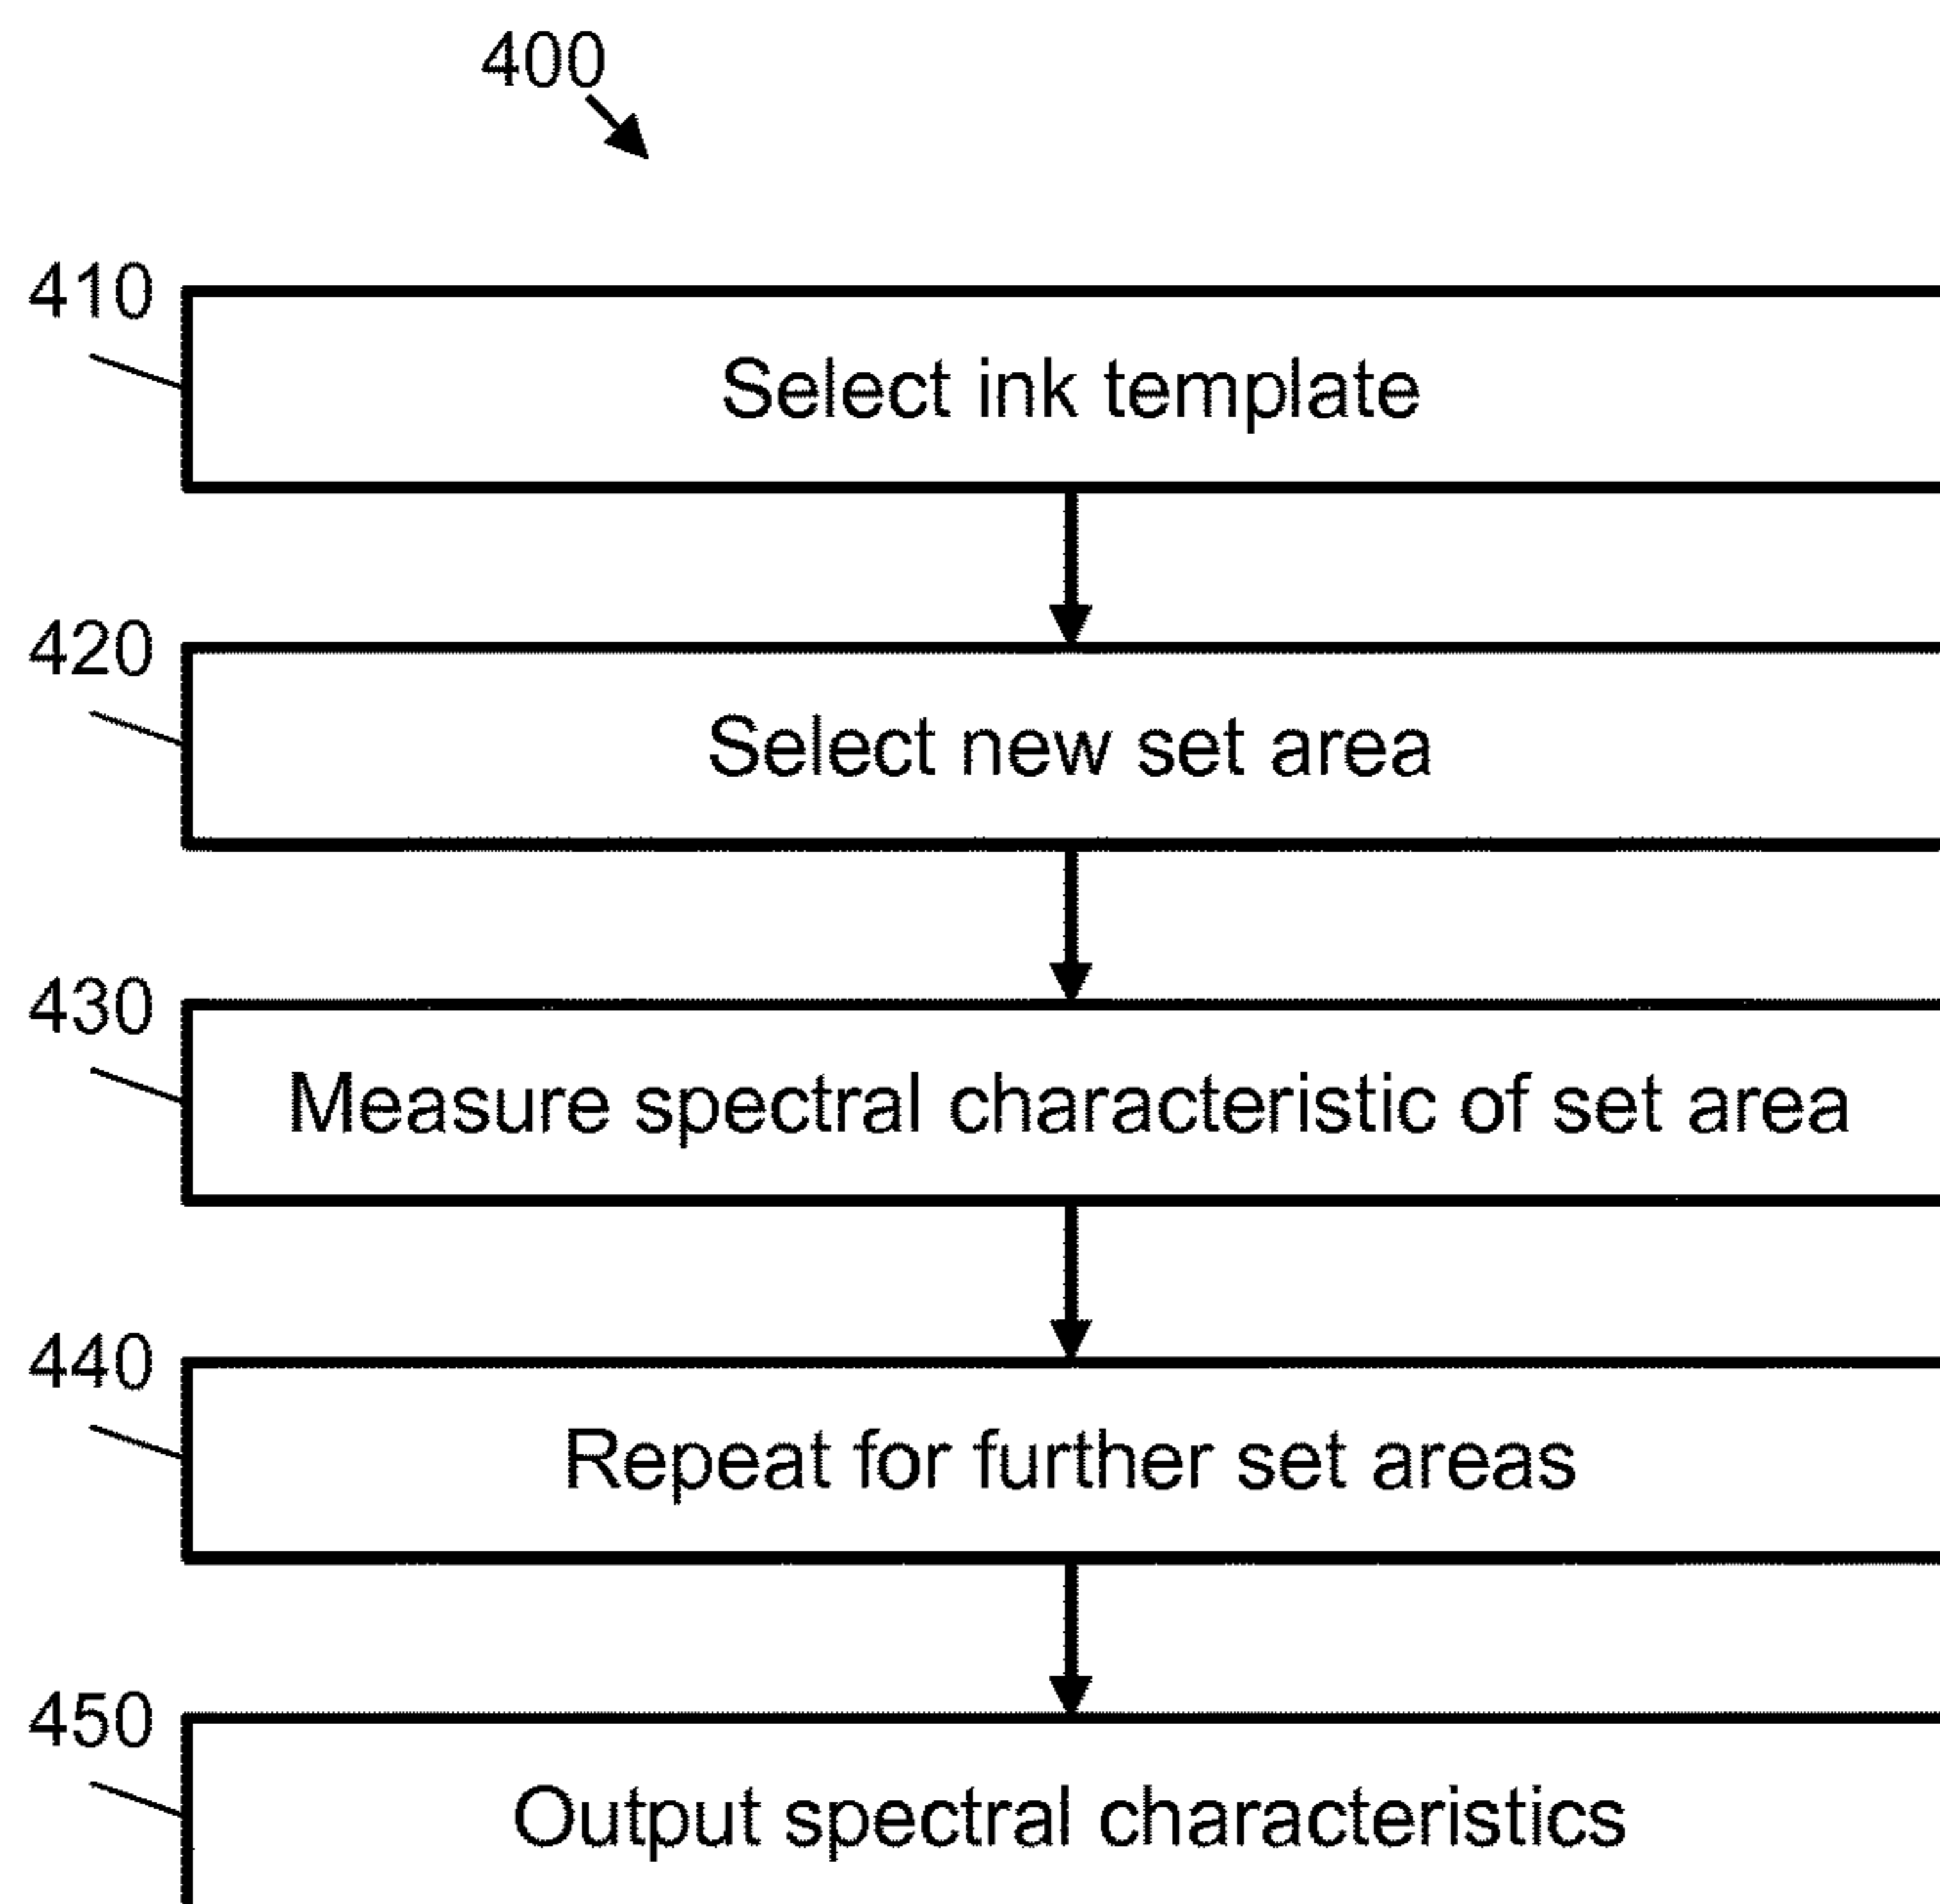 400
410
Select ink template
420
Select new set area
430
Measure spectral characteristic of set area
440
Repeat for further set areas
450
Output spectral characteristics